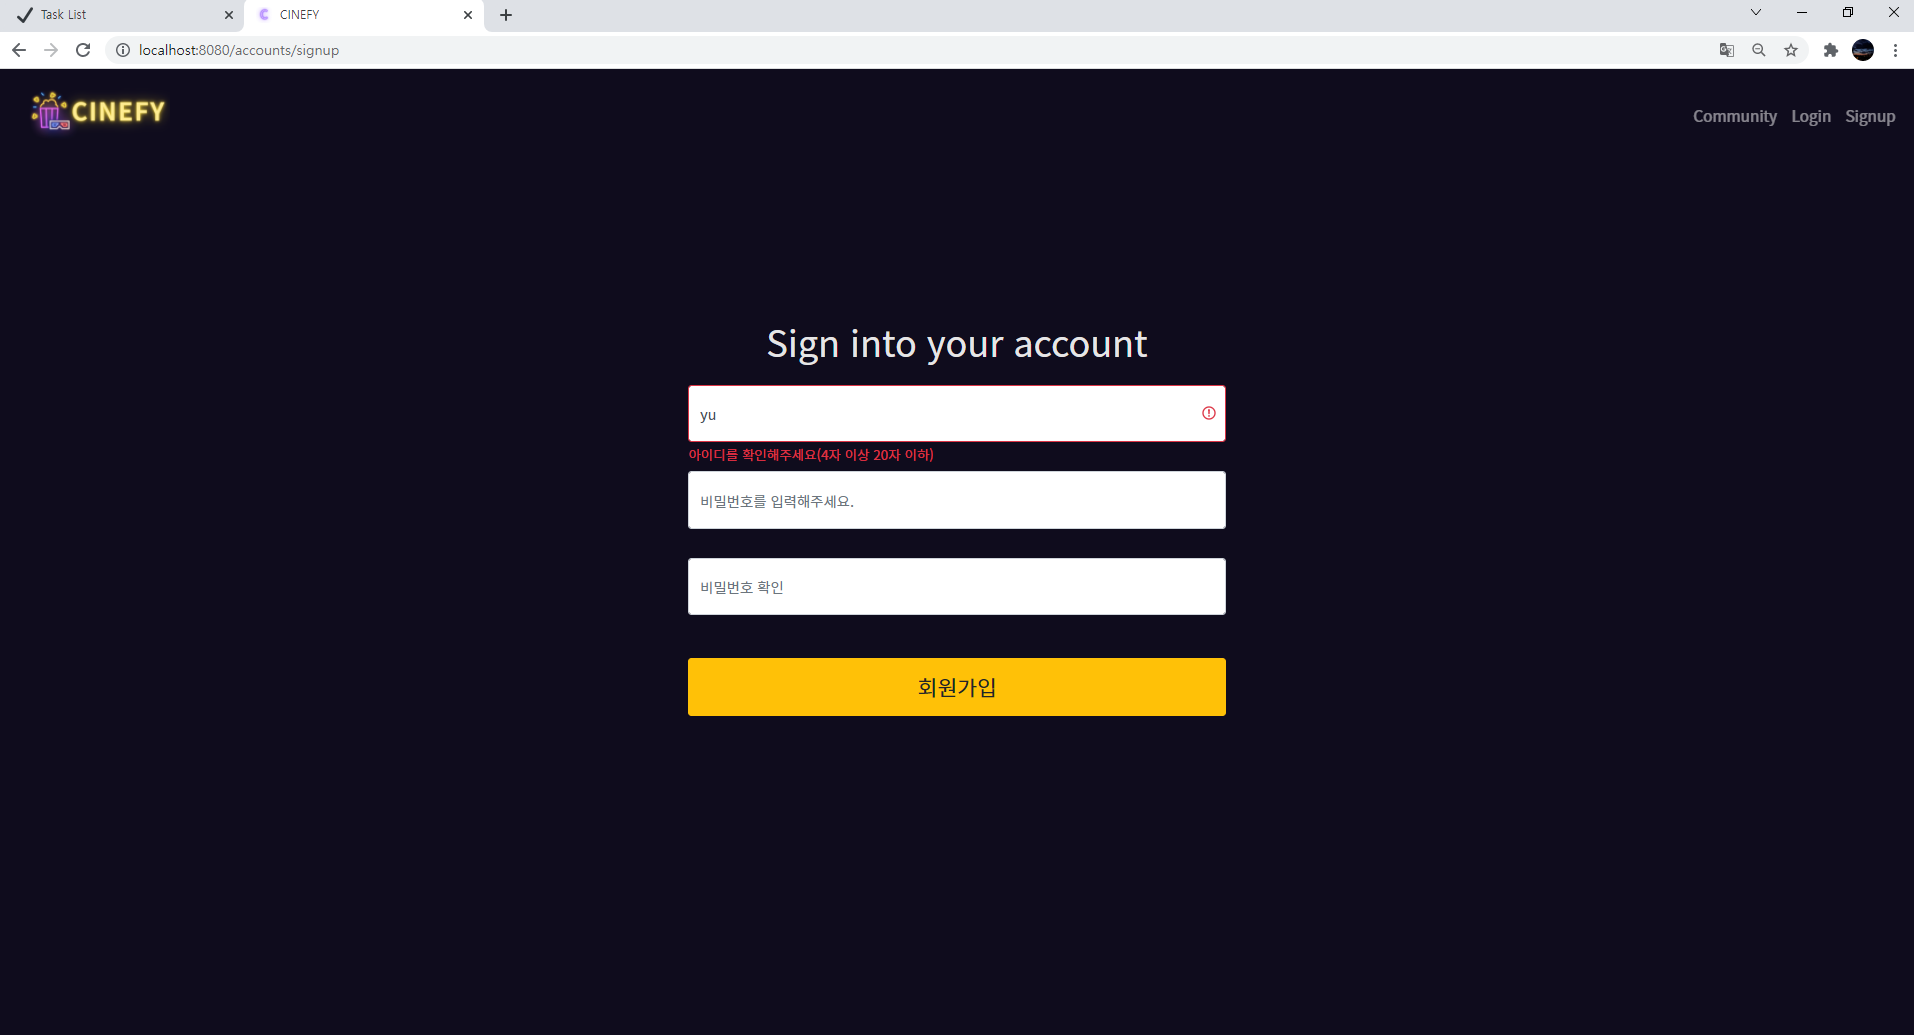 Task List
CINEFY
localhost:8080/accounts/signup
CINEFY
Community Login Signup
Sign into your account
yu
아이디를 확인해주세요(4자 이상 20자 이하)
비밀번호를 입력해주세요.
비밀번호 확인
회원가입